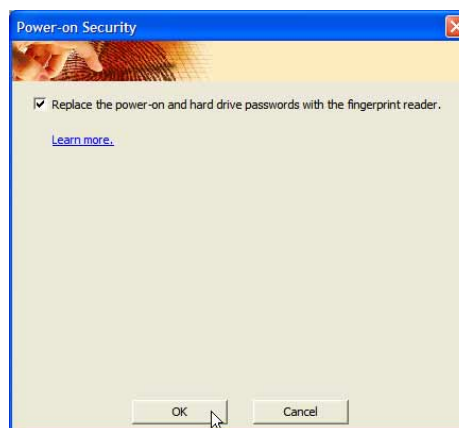 Power-on Security
Replace the power-on and hard drive passwords with the fingerprint reader.
Learn more.
OK
Cancel